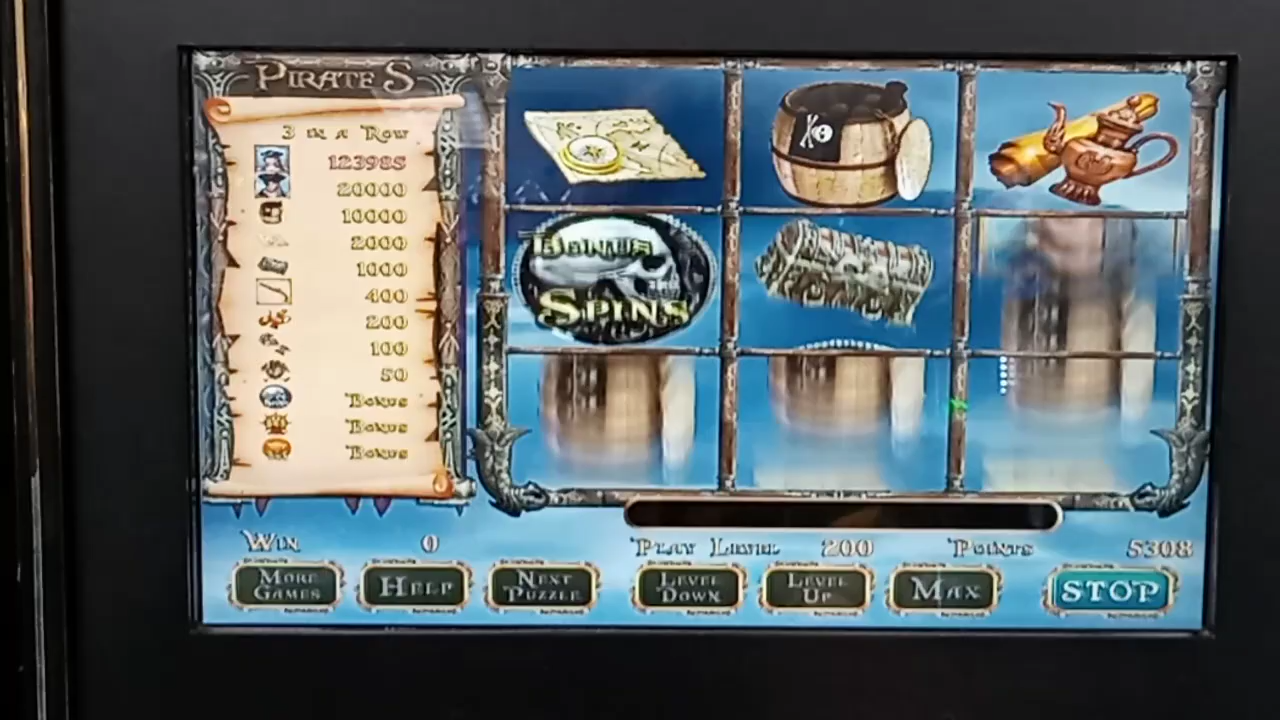 PIRATES
3 IN A ROW
123985
20000
10000
2000
1000
400
200
100
50
BONUS
BONUS
BONUS
BONUS
SPINS
WIN 0
PLAY LEVEL 200
POINTS 5308
MORE
GAMES
HELP
NEXT
PUZZLE
LEVEL
DOWN
LEVEL
UP
MAX
STOP